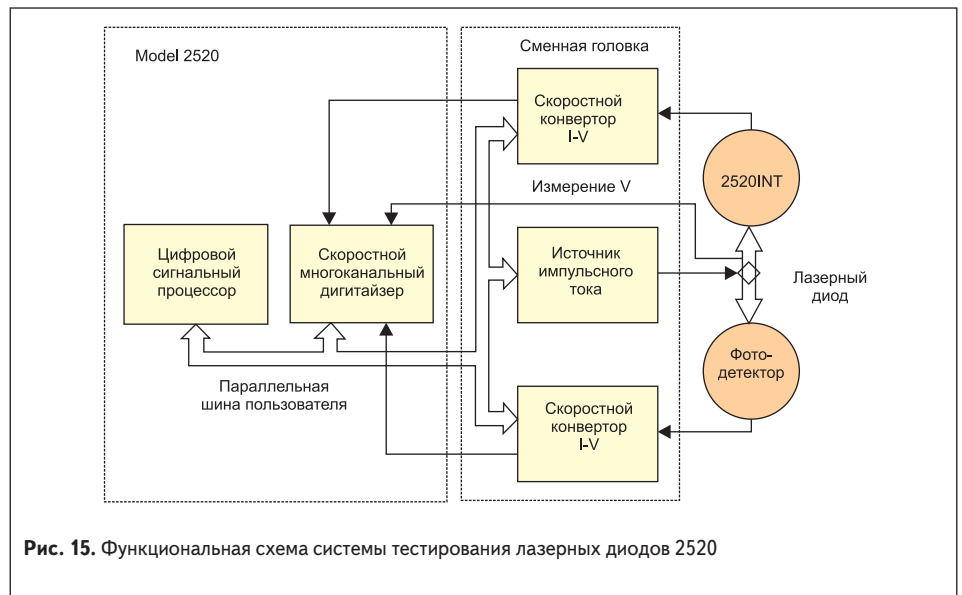 Model 2520
Сменная головка
Скоростной
конвертор
I-V
2520INT
Измерение V
Цифровой
сигнальный
процессор
Скоростной
многоканальный
дигитайзер
Источник
импульсного
тока
Лазерный
диод
Фото-
детектор
Параллельная
шина пользователя
Скоростной
конвертор
I-V
Рис. 15. Функциональная схема системы тестирования лазерных диодов 2520